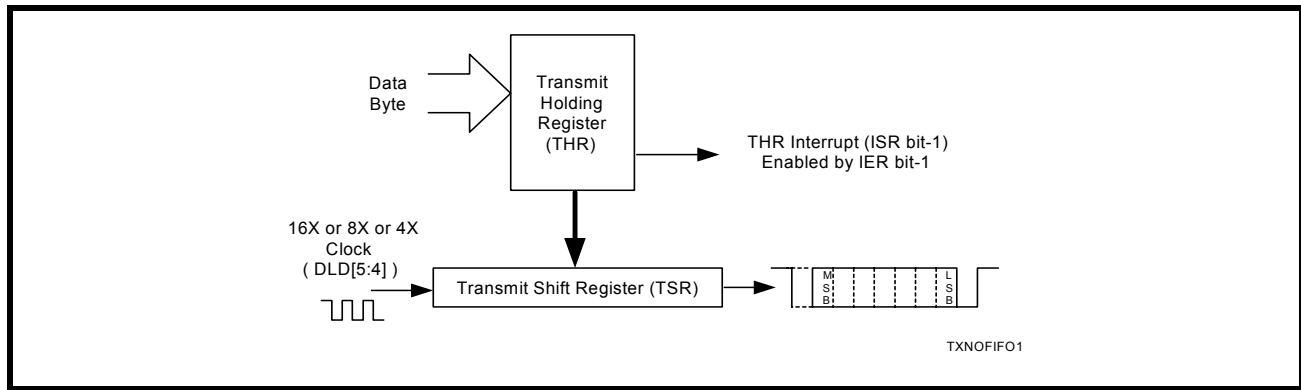 Data
Byte
Transmit
Holding
Register
(THR)
THR Interrupt (ISR bit-1)
Enabled by IER bit-1
16X or 8X or 4X
Clock
( DLD[5:4] )
Transmit Shift Register (TSR)
M
S
B
L
S
B
TXNOFIFO1